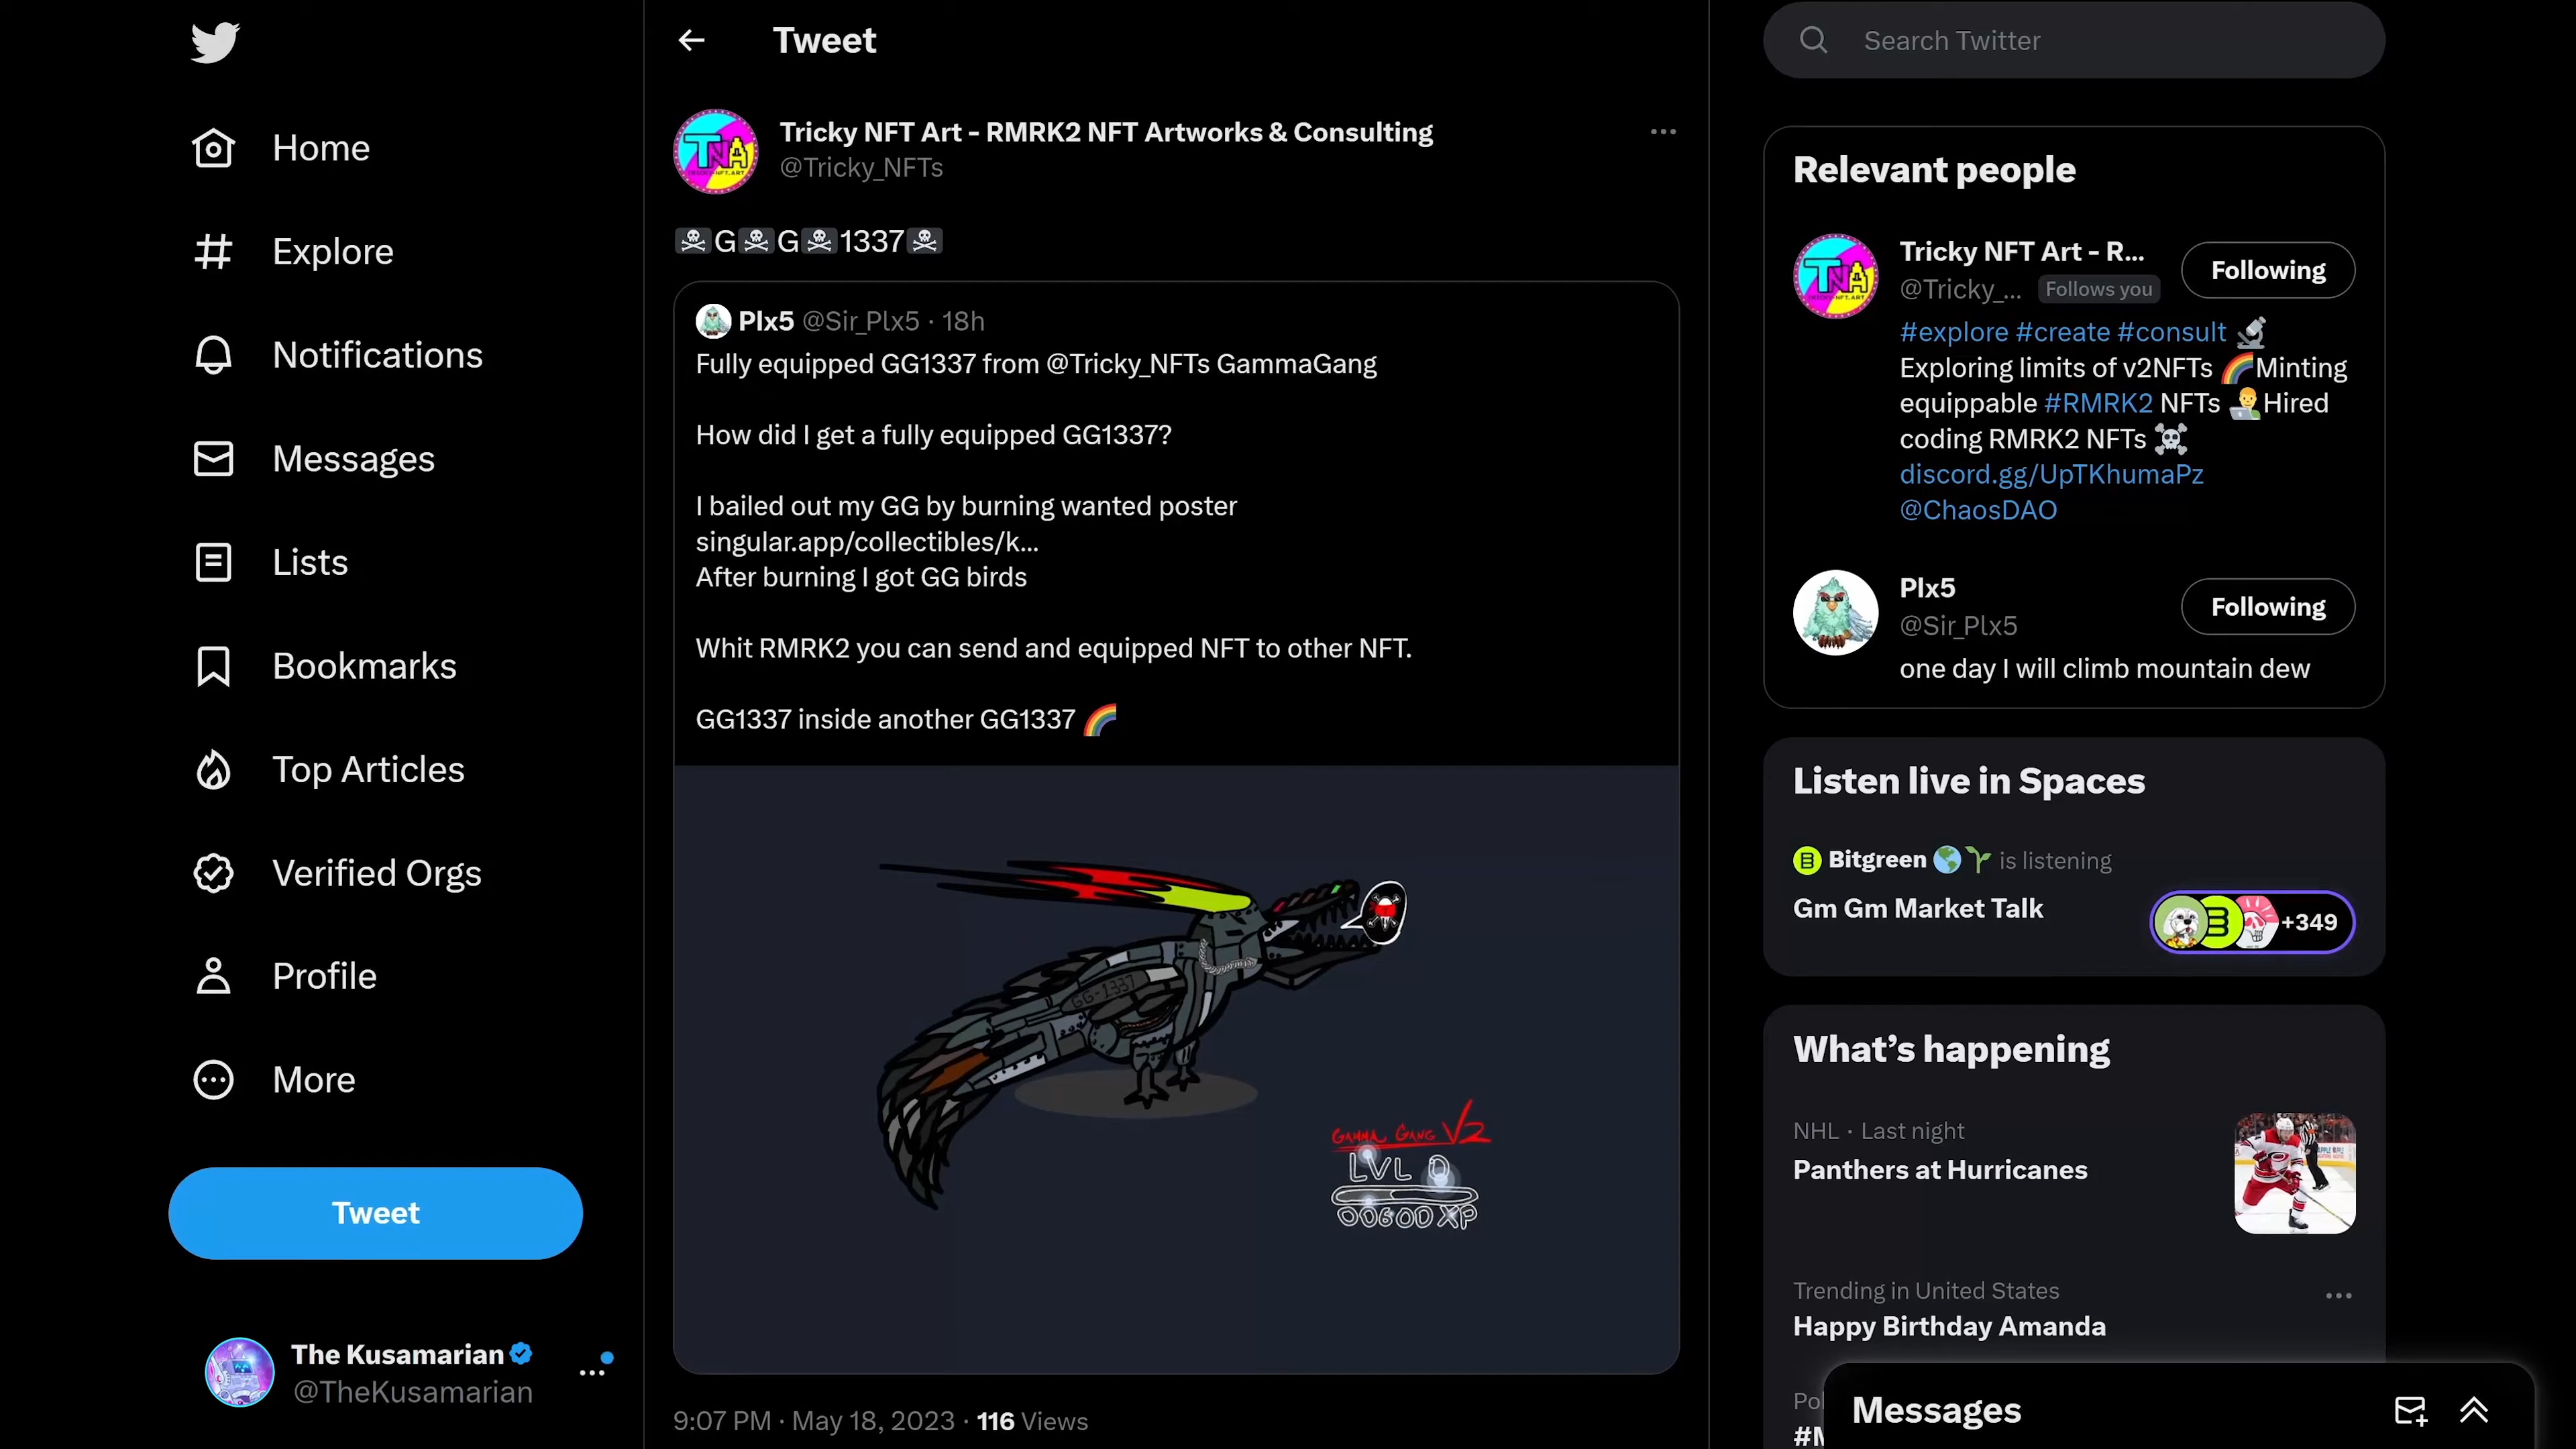 Home
Explore
Notifications
Messages
Lists
Bookmarks
Top Articles
Verified Orgs
Profile
More
Tweet
The Kusamarian
@TheKusamarian
Tweet
Tricky NFT Art - RMRK2 NFT Artworks & Consulting
@Tricky_NFTs
☠️G☠️G☠️1337☠️
Plx5 @Sir_Plx5 · 18h
Fully equipped GG1337 from @Tricky_NFTs GammaGang
How did I get a fully equipped GG1337?
I bailed out my GG by burning wanted poster
singular.app/collectibles/k...
After burning I got GG birds
Whit RMRK2 you can send and equipped NFT to other NFT.
GG1337 inside another GG1337 🌈
GG-1337
GAMMA GANG V2
LVL 0
00600 XP
9:07 PM · May 18, 2023 · 116 Views
Search Twitter
Relevant people
Tricky NFT Art - R...
@Tricky_... Follows you
Following
#explore #create #consult 🔬
Exploring limits of v2NFTs 🌈Minting
equippable #RMRK2 NFTs 👨‍💻Hired
coding RMRK2 NFTs ☠️
discord.gg/UpTKhumaPz
@ChaosDAO
Plx5
@Sir_Plx5
Following
one day I will climb mountain dew
Listen live in Spaces
Bitgreen 🌎🌱 is listening
Gm Gm Market Talk
+349
What's happening
NHL · Last night
Panthers at Hurricanes
Trending in United States
Happy Birthday Amanda
Messages